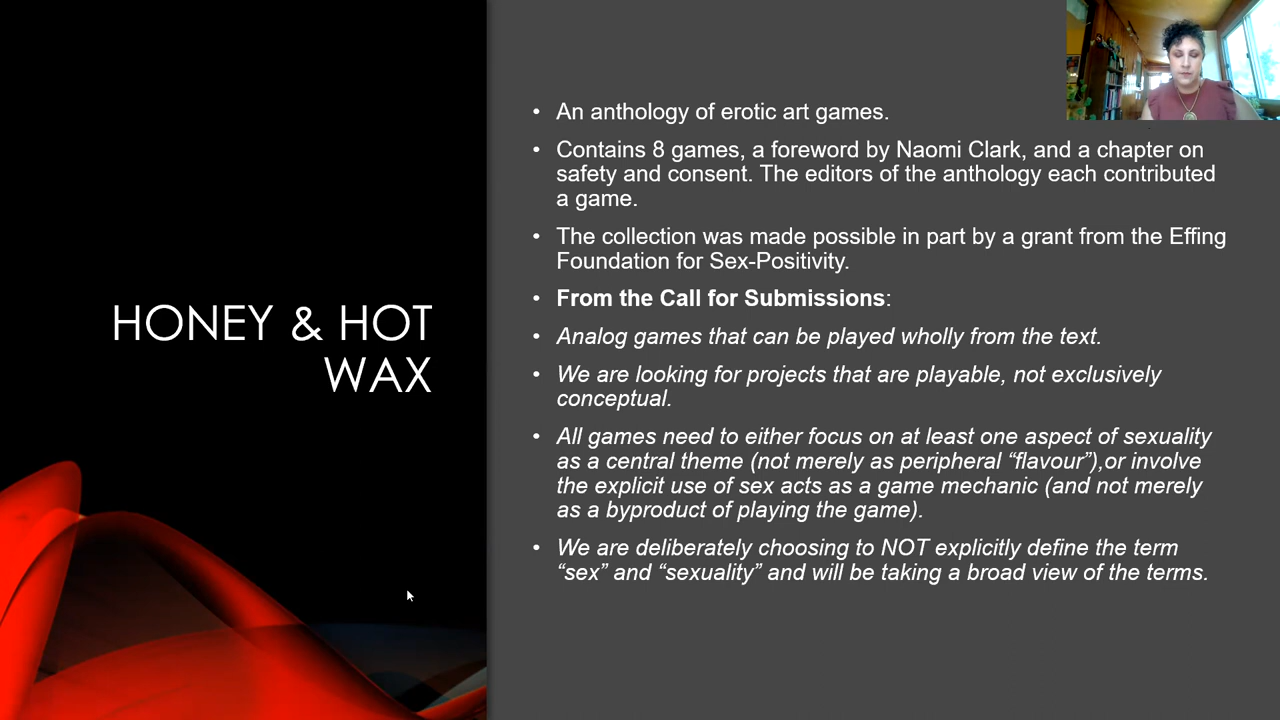 HONEY & HOT
WAX
• An anthology of erotic art games.
• Contains 8 games, a foreword by Naomi Clark, and a chapter on
safety and consent. The editors of the anthology each contributed
a game.
• The collection was made possible in part by a grant from the Effing
Foundation for Sex-Positivity.
• From the Call for Submissions:
• Analog games that can be played wholly from the text.
• We are looking for projects that are playable, not exclusively
conceptual.
• All games need to either focus on at least one aspect of sexuality
as a central theme (not merely as peripheral “flavour”),or involve
the explicit use of sex acts as a game mechanic (and not merely
as a byproduct of playing the game).
• We are deliberately choosing to NOT explicitly define the term
“sex” and “sexuality” and will be taking a broad view of the terms.